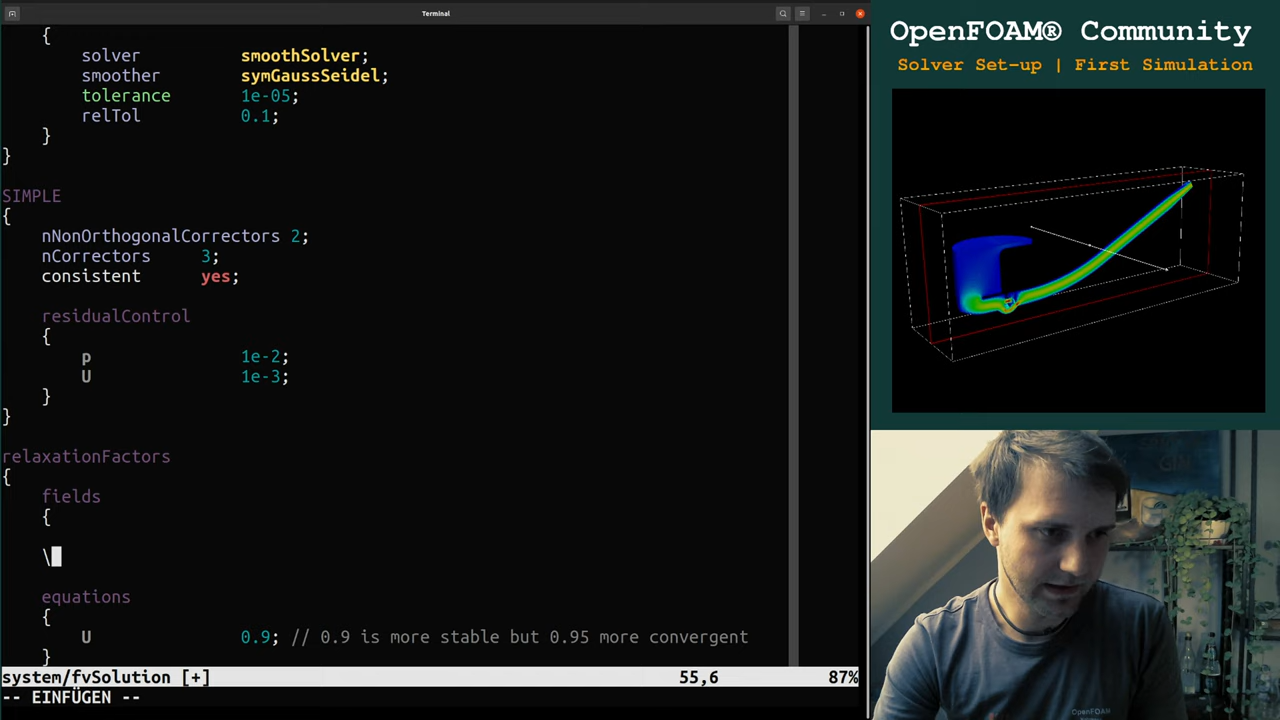 Terminal
{
solver smoothSolver;
smoother symGaussSeidel;
tolerance 1e-05;
relTol 0.1;
}
}
SIMPLE
{
nNonOrthogonalCorrectors 2;
nCorrectors 3;
consistent yes;
residualControl
{
p 1e-2;
U 1e-3;
}
}
relaxationFactors
{
fields
{
\
equations
{
U 0.9; // 0.9 is more stable but 0.95 more convergent
}
system/fvSolution [+] 55,6 87%
-- EINFÜGEN --
OpenFOAM® Community
Solver Set-up | First Simulation
OpenFOAM